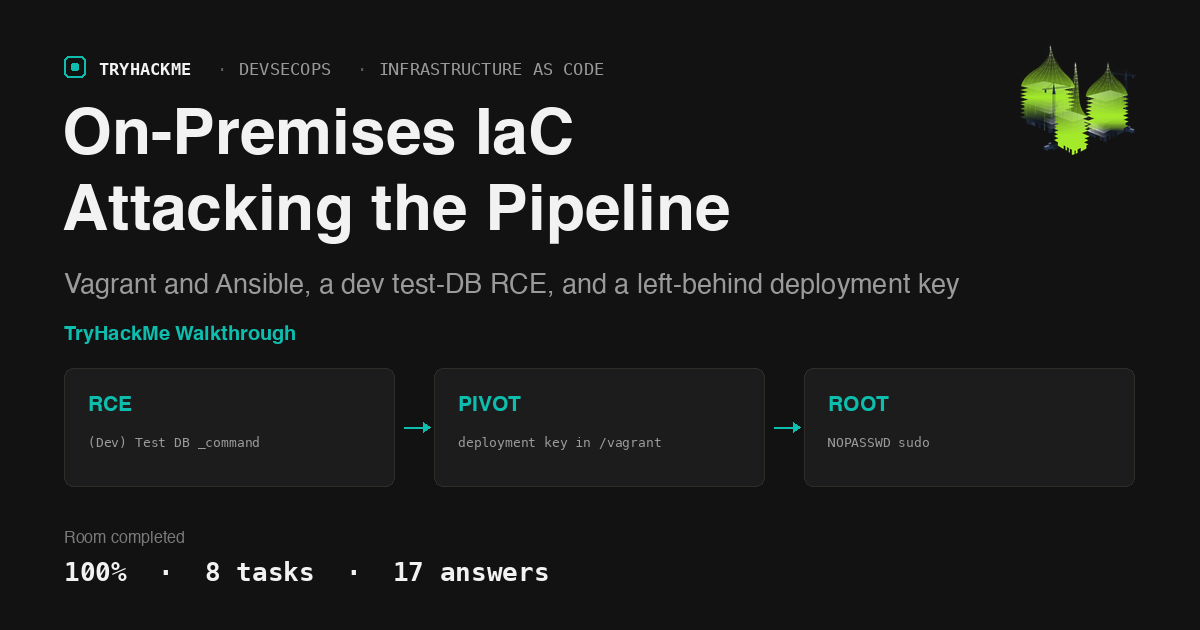 TRYHACKME · DEVSECOPS · INFRASTRUCTURE AS CODE
On-Premises IaC
Attacking the Pipeline
Vagrant and Ansible, a dev test-DB RCE, and a left-behind deployment key
TryHackMe Walkthrough
RCE
(Dev) Test DB _command
PIVOT
deployment key in /vagrant
ROOT
NOPASSWD sudo
Room completed
100% · 8 tasks · 17 answers